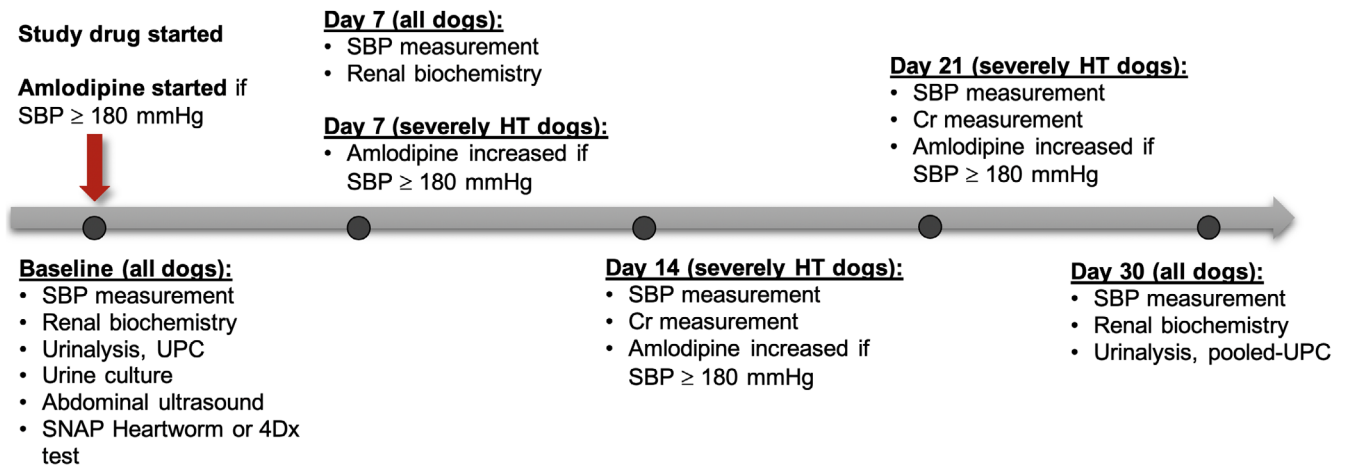 Study drug started
Amlodipine started if
SBP ≥ 180 mmHg
Day 7 (all dogs):
• SBP measurement
• Renal biochemistry
Day 7 (severely HT dogs):
• Amlodipine increased if
SBP ≥ 180 mmHg
Day 21 (severely HT dogs):
• SBP measurement
• Cr measurement
• Amlodipine increased if
SBP ≥ 180 mmHg
Baseline (all dogs):
• SBP measurement
• Renal biochemistry
• Urinalysis, UPC
• Urine culture
• Abdominal ultrasound
• SNAP Heartworm or 4Dx
test
Day 14 (severely HT dogs):
• SBP measurement
• Cr measurement
• Amlodipine increased if
SBP ≥ 180 mmHg
Day 30 (all dogs):
• SBP measurement
• Renal biochemistry
• Urinalysis, pooled-UPC